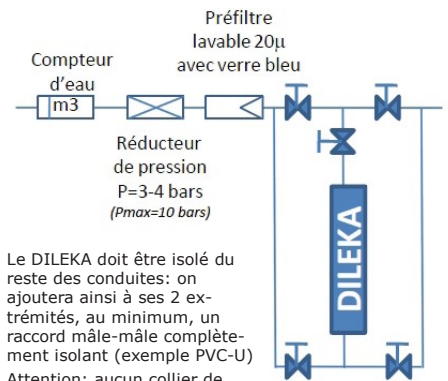 Préfiltre
lavable 20µ
avec verre bleu
Compteur
d'eau
m3
Réducteur
de pression
P=3-4 bars
(Pmax=10 bars)
DILEKA
Le DILEKA doit être isolé du
reste des conduites: on
ajoutera ainsi à ses 2 ex-
trémités, au minimum, un
raccord mâle-mâle complète-
ment isolant (exemple PVC-U)
Attention: aucun collier de